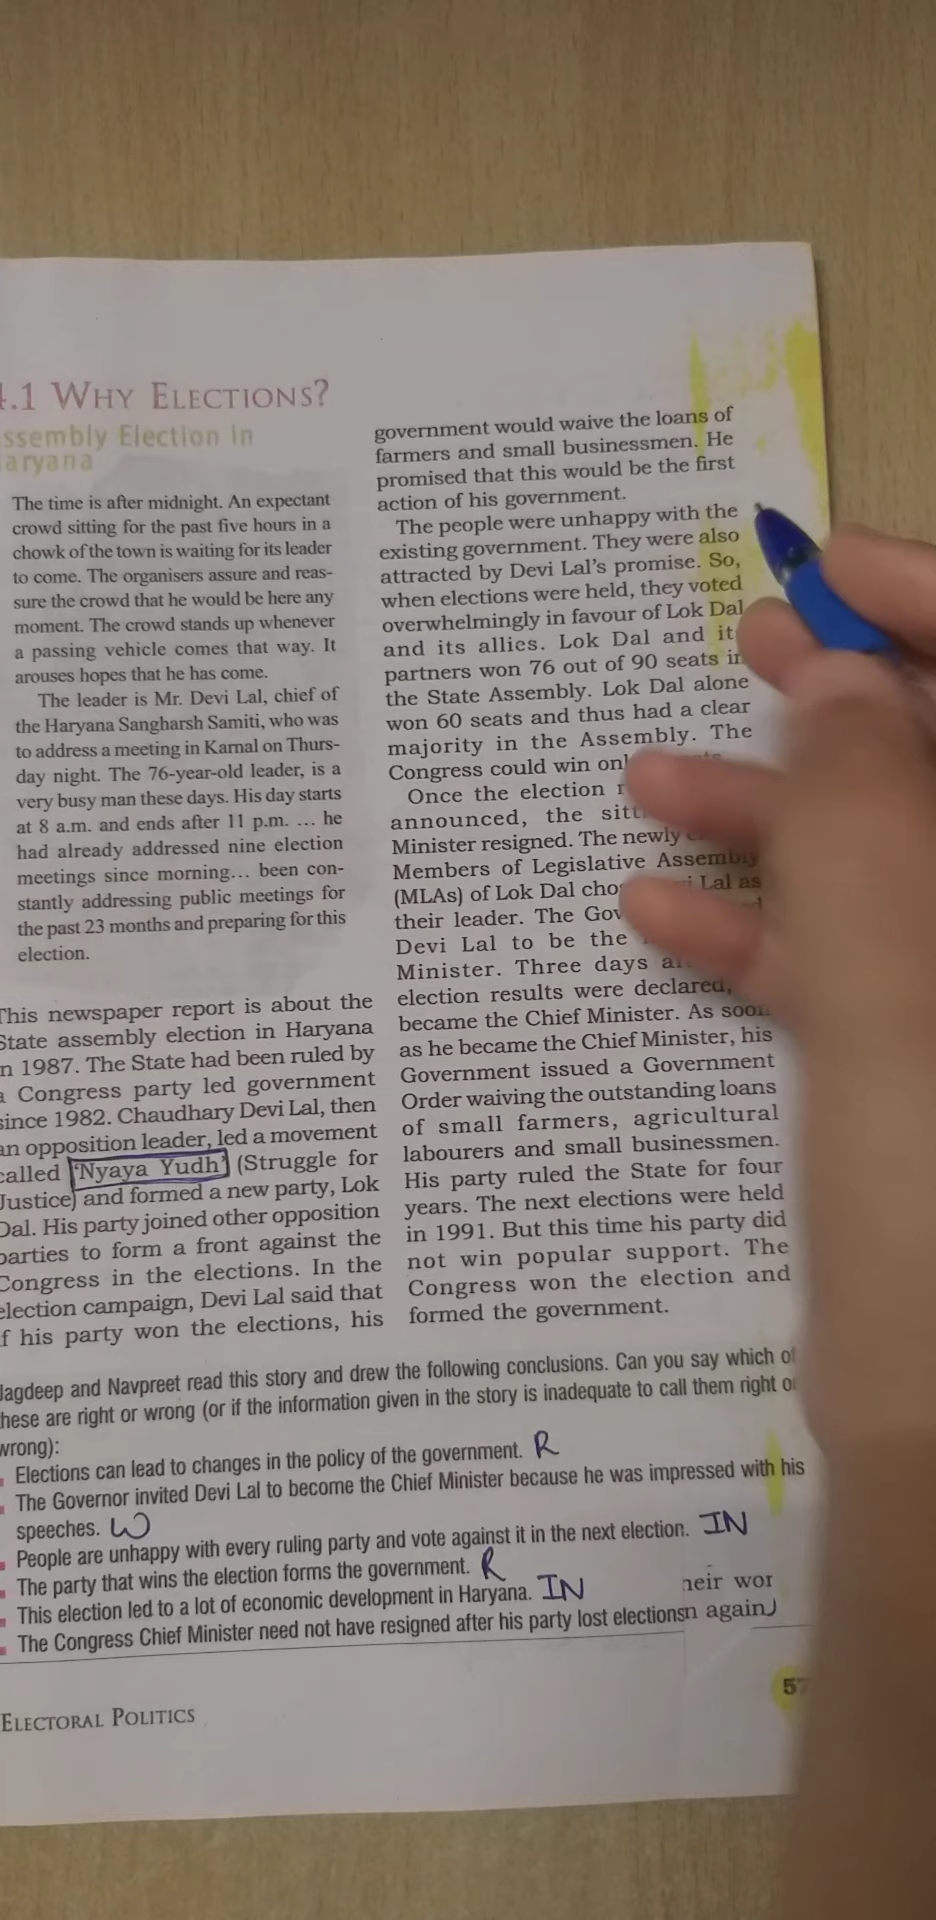 .1 WHY ELECTIONS?
ssembly Election in
aryana
The time is after midnight. An expectant
crowd sitting for the past five hours in a
chowk of the town is waiting for its leader
to come. The organisers assure and reas-
sure the crowd that he would be here any
moment. The crowd stands up whenever
a passing vehicle comes that way. It
arouses hopes that he has come.
The leader is Mr. Devi Lal, chief of
the Haryana Sangharsh Samiti, who was
to address a meeting in Karnal on Thurs-
day night. The 76-year-old leader, is a
very busy man these days. His day starts
at 8 a.m. and ends after 11 p.m. ... he
had already addressed nine election
meetings since morning... been con-
stantly addressing public meetings for
the past 23 months and preparing for this
election.
This newspaper report is about the
State assembly election in Haryana
n 1987. The State had been ruled by
a Congress party led government
since 1982. Chaudhary Devi Lal, then
an opposition leader, led a movement
called 'Nyaya Yudh' (Struggle for
Justice) and formed a new party, Lok
Dal. His party joined other opposition
parties to form a front against the
Congress in the elections. In the
election campaign, Devi Lal said that
f his party won the elections, his
government would waive the loans of
farmers and small businessmen. He
promised that this would be the first
action of his government.
The people were unhappy with the
existing government. They were also
attracted by Devi Lal's promise. So,
when elections were held, they voted
overwhelmingly in favour of Lok Dal
and its allies. Lok Dal and it
partners won 76 out of 90 seats in
the State Assembly. Lok Dal alone
won 60 seats and thus had a clear
majority in the Assembly. The
Congress could win onl
Once the election r
announced, the sitt
Minister resigned. The newly
Members of Legislative Assembly
(MLAs) of Lok Dal cho i Lal as
their leader. The Gov
Devi Lal to be the
Minister. Three days a
election results were declared,
became the Chief Minister. As soon
as he became the Chief Minister, his
Government issued a Government
Order waiving the outstanding loans
of small farmers, agricultural
labourers and small businessmen.
His party ruled the State for four
years. The next elections were held
in 1991. But this time his party did
not win popular support. The
Congress won the election and
formed the government.
Jagdeep and Navpreet read this story and drew the following conclusions. Can you say which of
these are right or wrong (or if the information given in the story is inadequate to call them right or
wrong):
Elections can lead to changes in the policy of the government. R
The Governor invited Devi Lal to become the Chief Minister because he was impressed with his
speeches. W
People are unhappy with every ruling party and vote against it in the next election. IN
The party that wins the election forms the government. R
This election led to a lot of economic development in Haryana. IN
heir wor
The Congress Chief Minister need not have resigned after his party lost elections
n again
ELECTORAL POLITICS
57